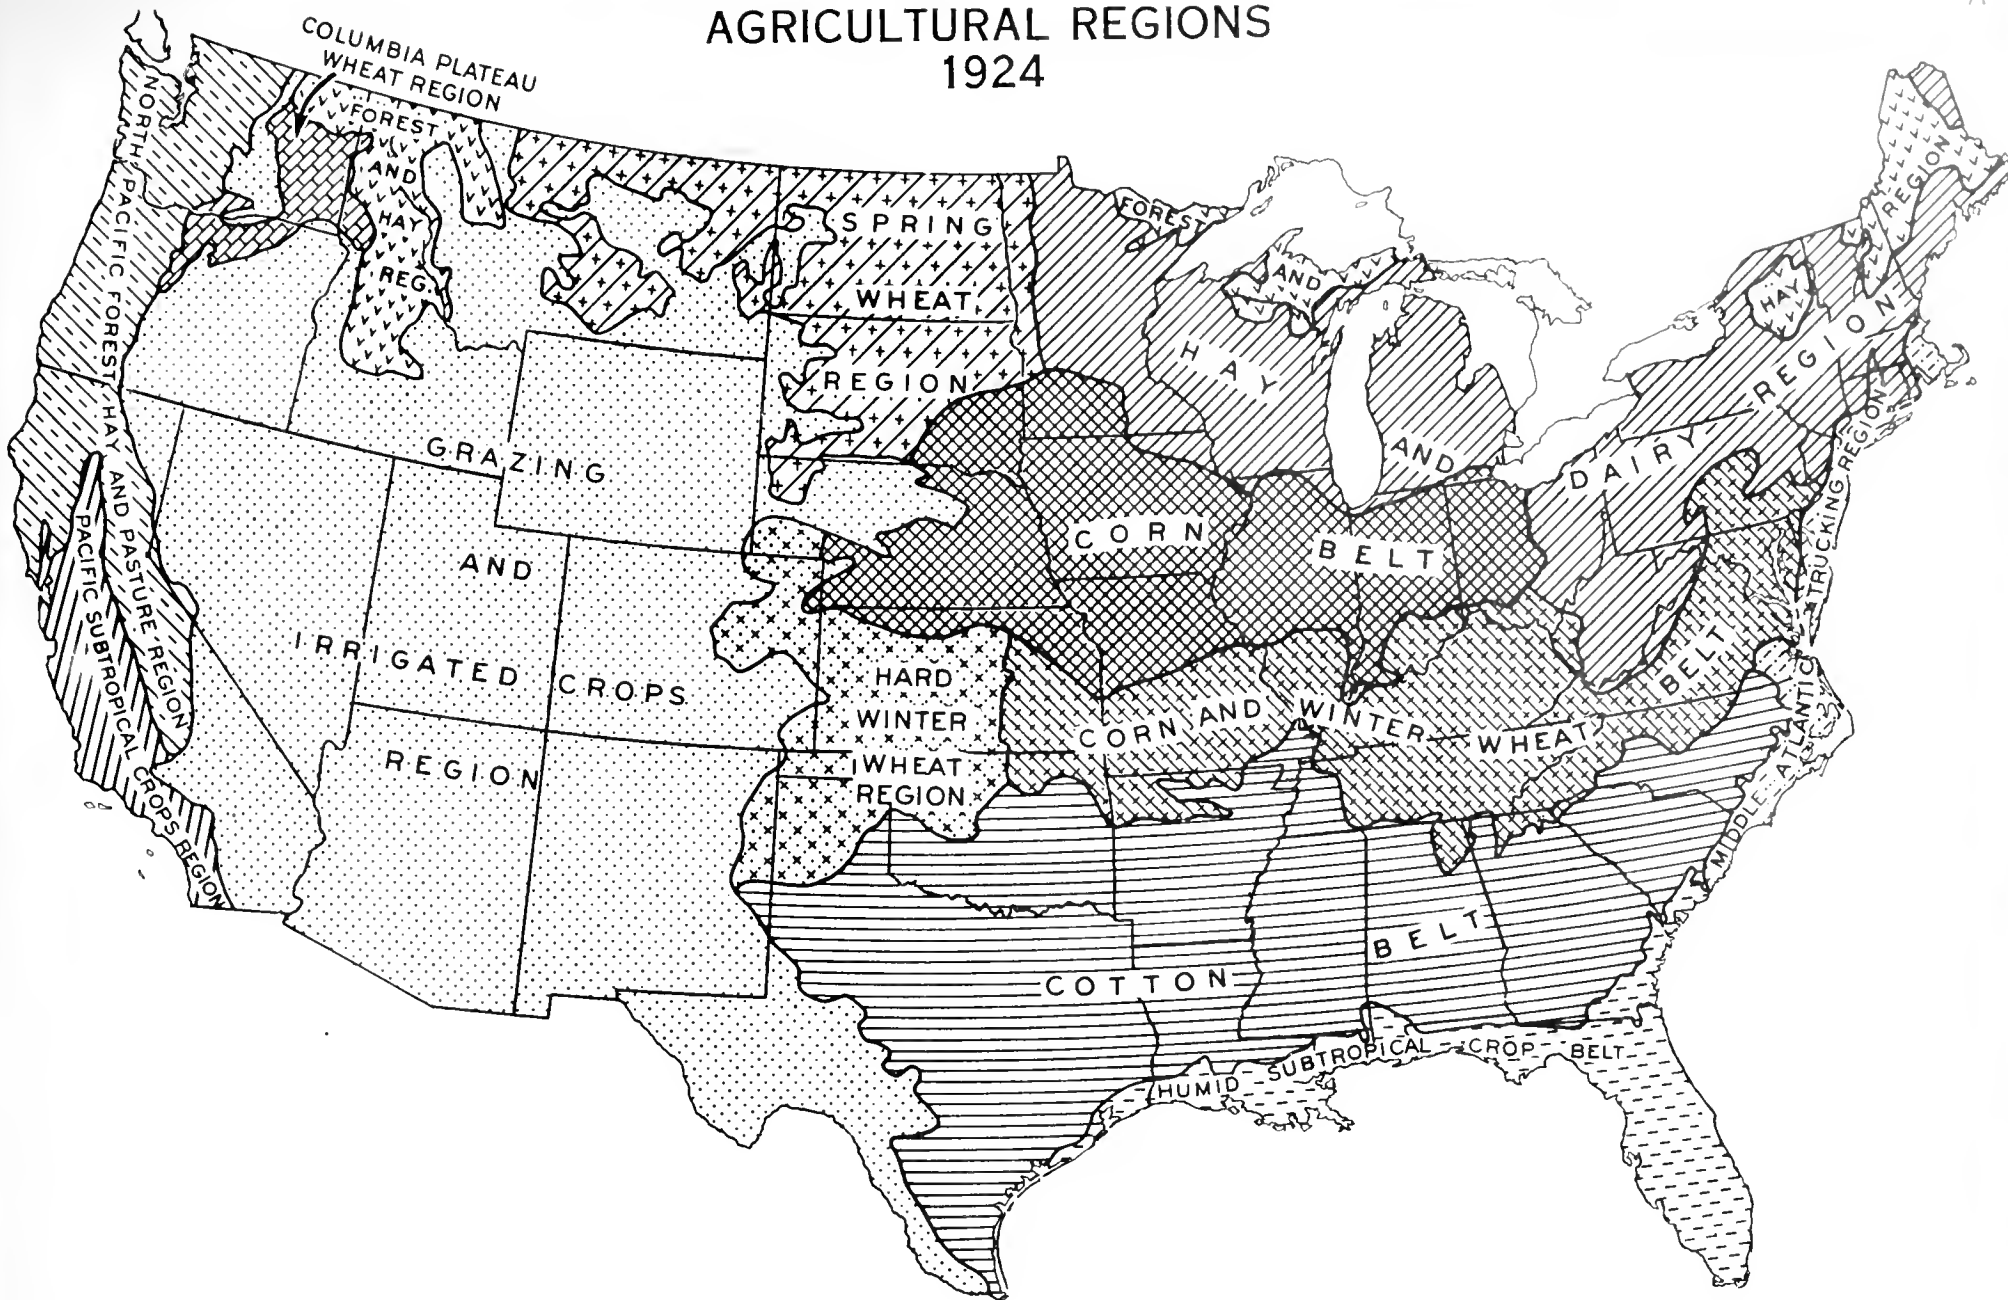 AGRICULTURAL REGIONS
1924
COLUMBIA PLATEAU
WHEAT REGION
NORTH PACIFIC FOREST, HAY AND PASTURE REGION
PACIFIC SUBTROPICAL CROPS REGION
FOREST
AND
HAY
REG.
GRAZING
AND
IRRIGATED CROPS
REGION
SPRING
WHEAT
REGION
HARD
WINTER
WHEAT
REGION
FOREST
AND
HAY
REGION
HAY
AND
DAIRY
REGION
CORN BELT
CORN AND WINTER WHEAT BELT
COTTON BELT
HUMID SUBTROPICAL CROP BELT
MIDDLE ATLANTIC TRUCKING REGION